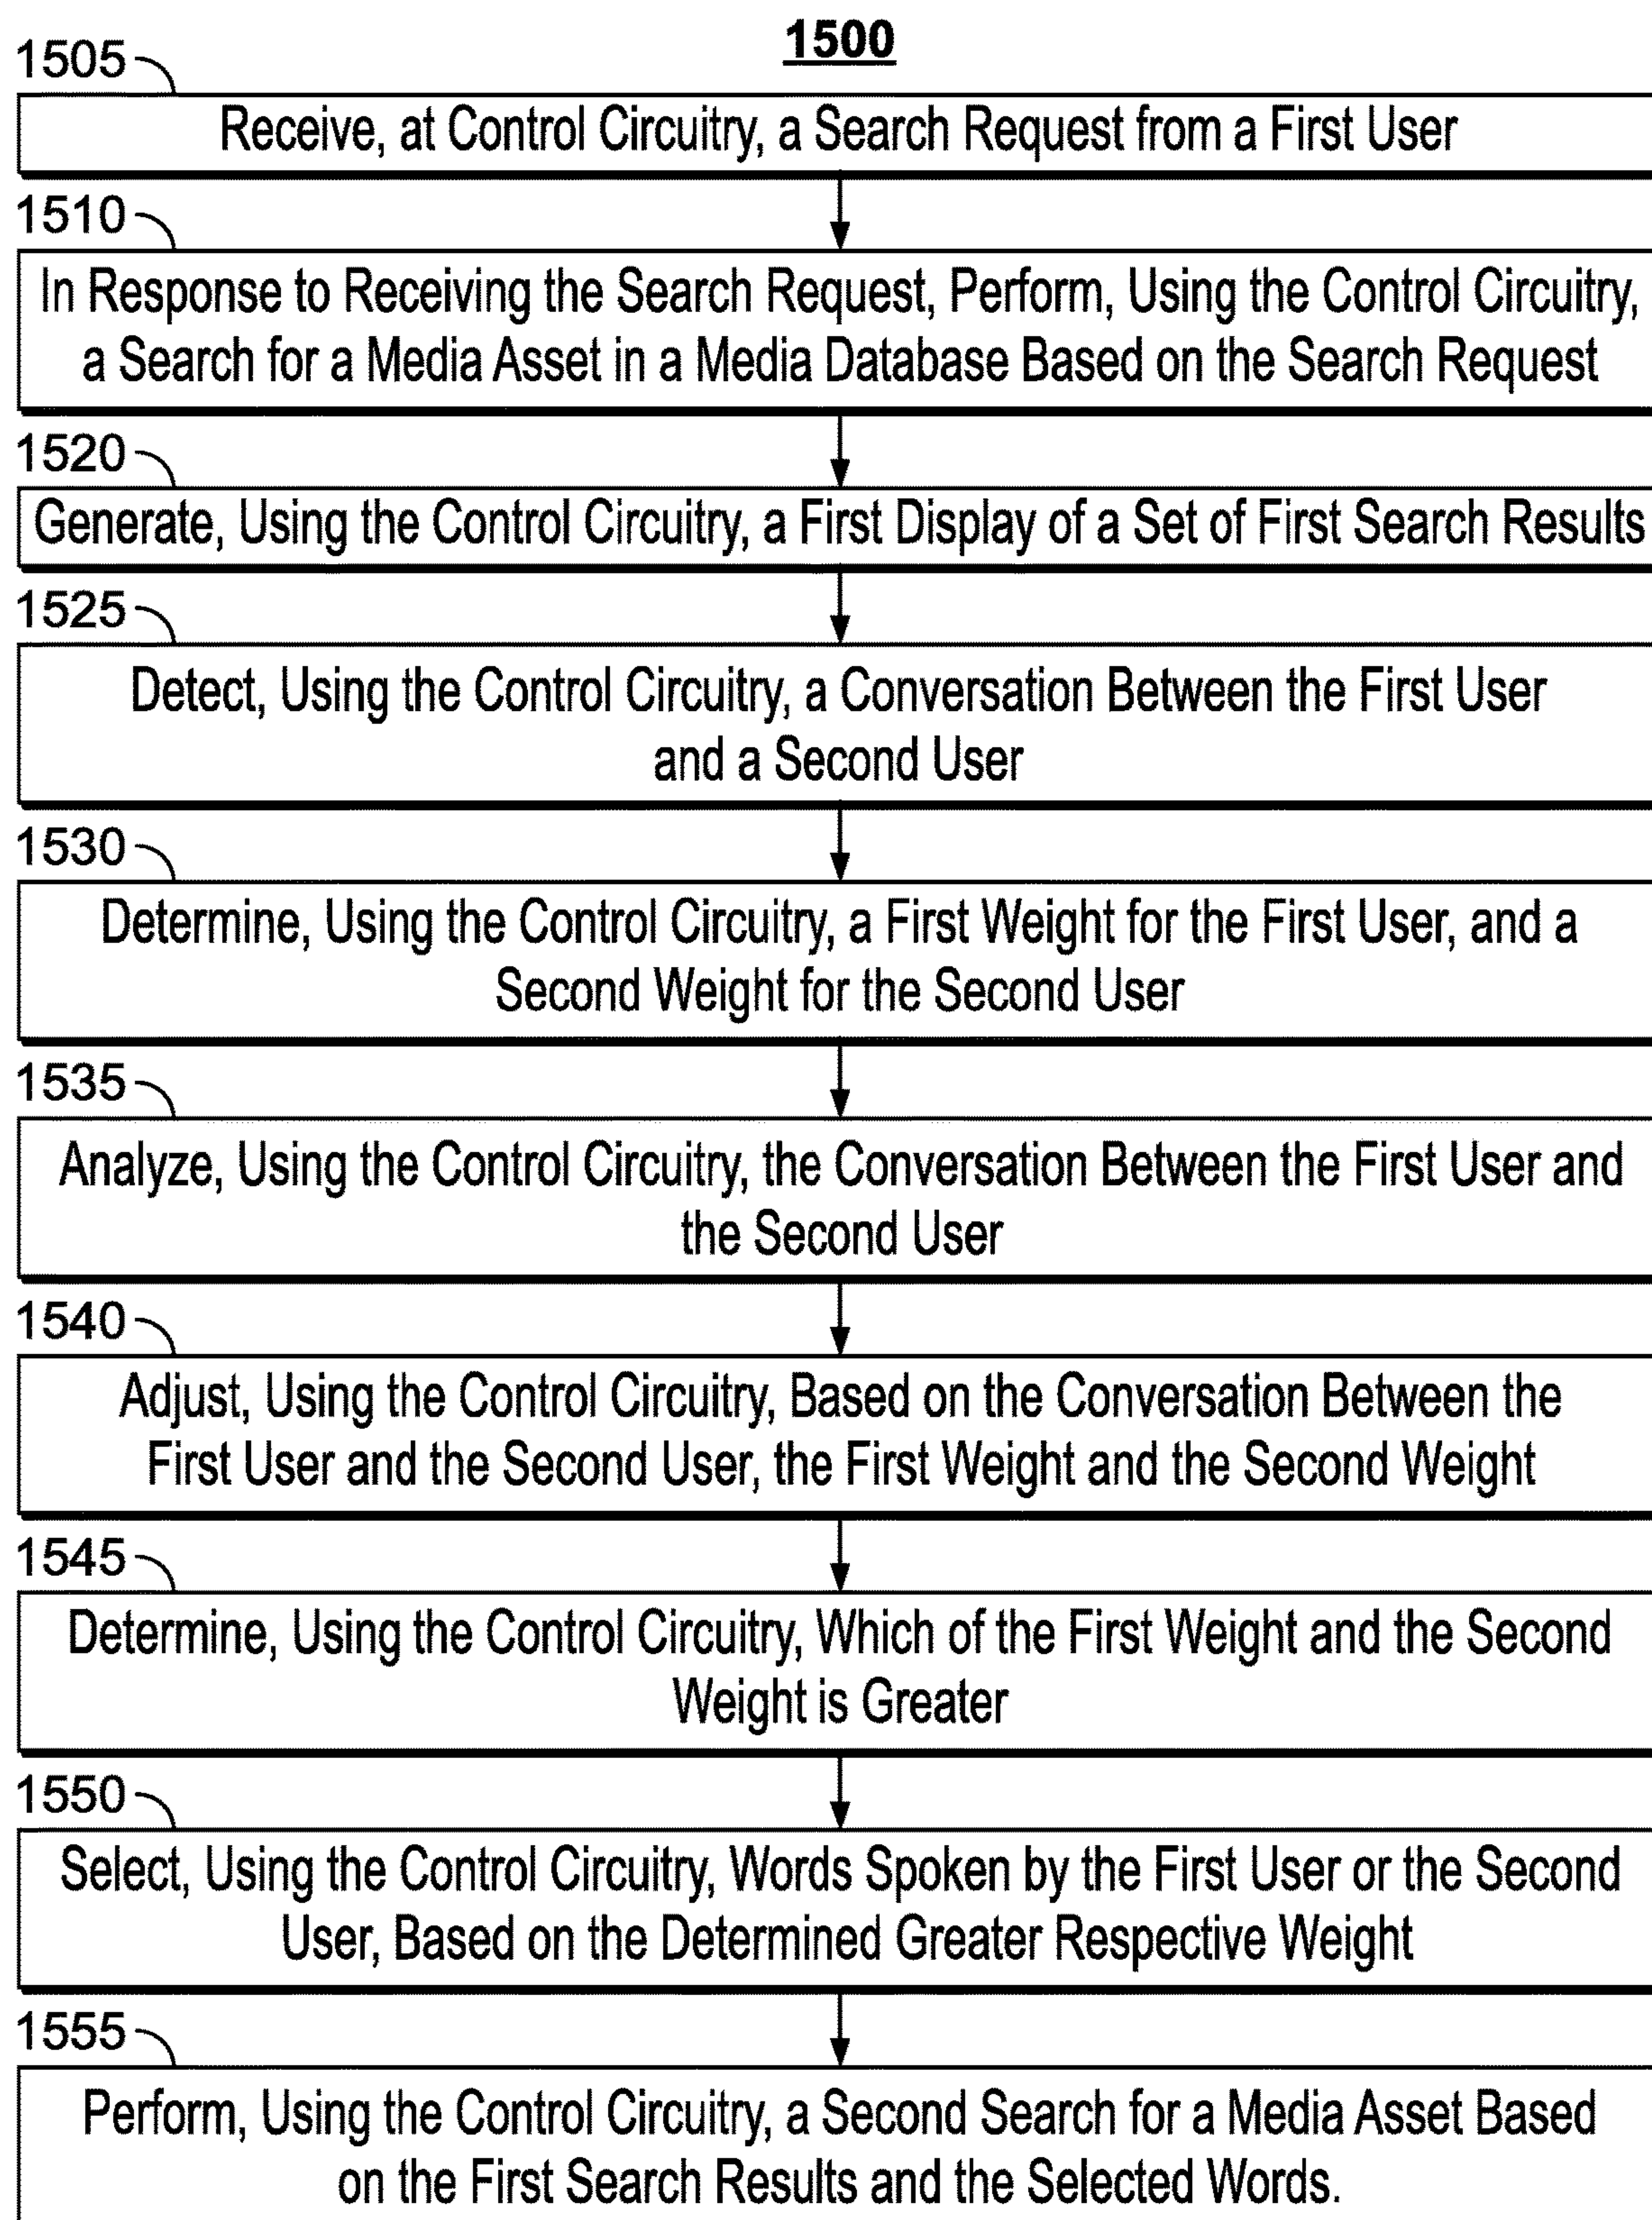 1500
1505
Receive, at Control Circuitry, a Search Request from a First User
1510
In Response to Receiving the Search Request, Perform, Using the Control Circuitry,
a Search for a Media Asset in a Media Database Based on the Search Request
1520
Generate, Using the Control Circuitry, a First Display of a Set of First Search Results
1525
Detect, Using the Control Circuitry, a Conversation Between the First User
and a Second User
1530
Determine, Using the Control Circuitry, a First Weight for the First User, and a
Second Weight for the Second User
1535
Analyze, Using the Control Circuitry, the Conversation Between the First User and
the Second User
1540
Adjust, Using the Control Circuitry, Based on the Conversation Between the
First User and the Second User, the First Weight and the Second Weight
1545
Determine, Using the Control Circuitry, Which of the First Weight and the Second
Weight is Greater
1550
Select, Using the Control Circuitry, Words Spoken by the First User or the Second
User, Based on the Determined Greater Respective Weight
1555
Perform, Using the Control Circuitry, a Second Search for a Media Asset Based
on the First Search Results and the Selected Words.